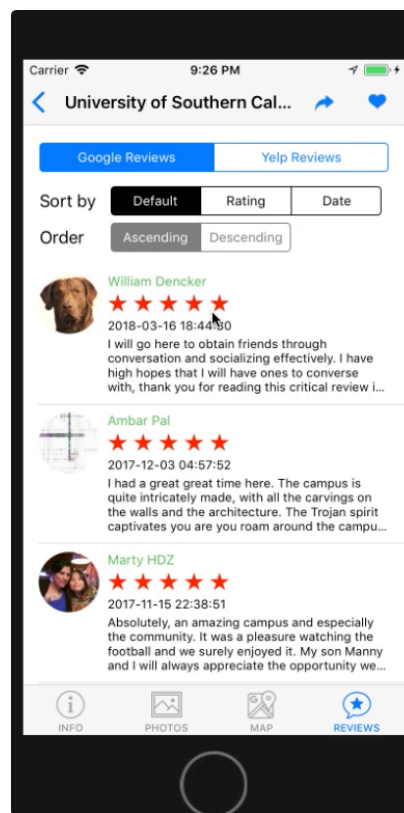 Carrier 9:26 PM
University of Southern Cal...
Google Reviews Yelp Reviews
Sort by Default Rating Date
Order Ascending Descending
William Dencker
2018-03-16 18:44:30
I will go here to obtain friends through
conversation and socializing effectively. I have
high hopes that I will have ones to converse
with, thank you for reading this critical review i...
Ambar Pal
2017-12-03 04:57:52
I had a great great time here. The campus is
quite intricately made, with all the carvings on
the walls and the architecture. The Trojan spirit
captivates you are you roam around the campu...
Marty HDZ
2017-11-15 22:38:51
Absolutely, an amazing campus and especially
the community. It was a pleasure watching the
football and we surely enjoyed it. My son Manny
and I will always appreciate the opportunity we...
INFO PHOTOS MAP REVIEWS